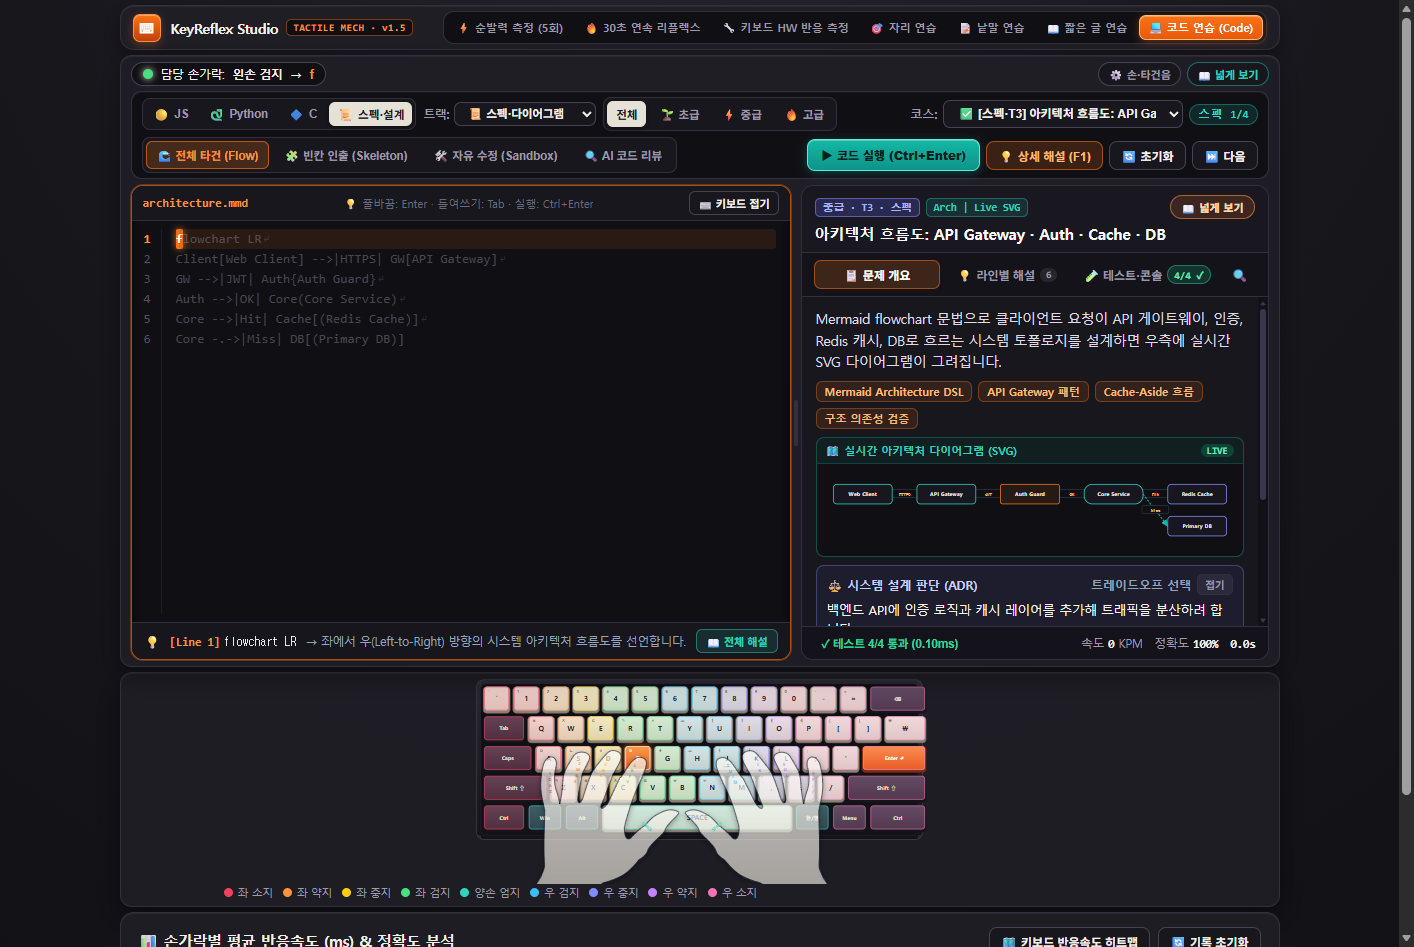 KeyReflex Studio
TACTILE MECH · v1.5
순발력 측정 (5회)
30초 연속 리플렉스
키보드 HW 반응 측정
자리 연습
낱말 연습
짧은 글 연습
코드 연습 (Code)
담당 손가락: 왼손 검지 → f
손·타건음
넓게 보기
JS
Python
C
스펙·설계
트랙:
스펙·다이어그램
전체
초급
중급
고급
코스:
[스펙·T3] 아키텍처 흐름도: API Ga
스펙 1/4
전체 타건 (Flow)
빈칸 인출 (Skeleton)
자유 수정 (Sandbox)
AI 코드 리뷰
▶ 코드 실행 (Ctrl+Enter)
상세 해설 (F1)
초기화
다음
architecture.mmd
줄바꿈: Enter · 들여쓰기: Tab · 실행: Ctrl+Enter
키보드 접기
1 flowchart LR↵
2 Client[Web Client] -->|HTTPS| GW[API Gateway]↵
3 GW -->|JWT| Auth{Auth Guard}↵
4 Auth -->|OK| Core(Core Service)↵
5 Core -->|Hit| Cache[(Redis Cache)]↵
6 Core -.->|Miss| DB[(Primary DB)]
[Line 1] flowchart LR → 좌에서 우(Left-to-Right) 방향의 시스템 아키텍처 흐름도를 선언합니다.
전체 해설
중급 · T3 · 스펙
Arch | Live SVG
넓게 보기
아키텍처 흐름도: API Gateway · Auth · Cache · DB
문제 개요
라인별 해설 6
테스트·콘솔 4/4 ✓
Mermaid flowchart 문법으로 클라이언트 요청이 API 게이트웨이, 인증,
Redis 캐시, DB로 흐르는 시스템 토폴로지를 설계하면 우측에 실시간
SVG 다이어그램이 그려집니다.
Mermaid Architecture DSL
API Gateway 패턴
Cache-Aside 흐름
구조 의존성 검증
실시간 아키텍처 다이어그램 (SVG)
LIVE
Web Client
HTTPS
API Gateway
JWT
Auth Guard
OK
Core Service
Hit
Redis Cache
Miss
Primary DB
시스템 설계 판단 (ADR)
트레이드오프 선택
접기
백엔드 API에 인증 로직과 캐시 레이어를 추가해 트래픽을 분산하려 합
✓ 테스트 4/4 통과 (0.10ms)
속도 0 KPM
정확도 100%
0.0s
1 2 3 4 5 6 7 8 9 0 - =
Tab Q W E R T Y U I O P [ ] ₩
Caps S D G H L ' Enter
Shift ⇧ Z X C V B N M / Shift ⇧
Ctrl Win Alt SPACE Menu Ctrl
좌 소지
좌 약지
좌 중지
좌 검지
양손 엄지
우 검지
우 중지
우 약지
우 소지
손가락별 평균 반응속도 (ms) & 정확도 분석
키보드 반응속도 히트맵
기록 초기화